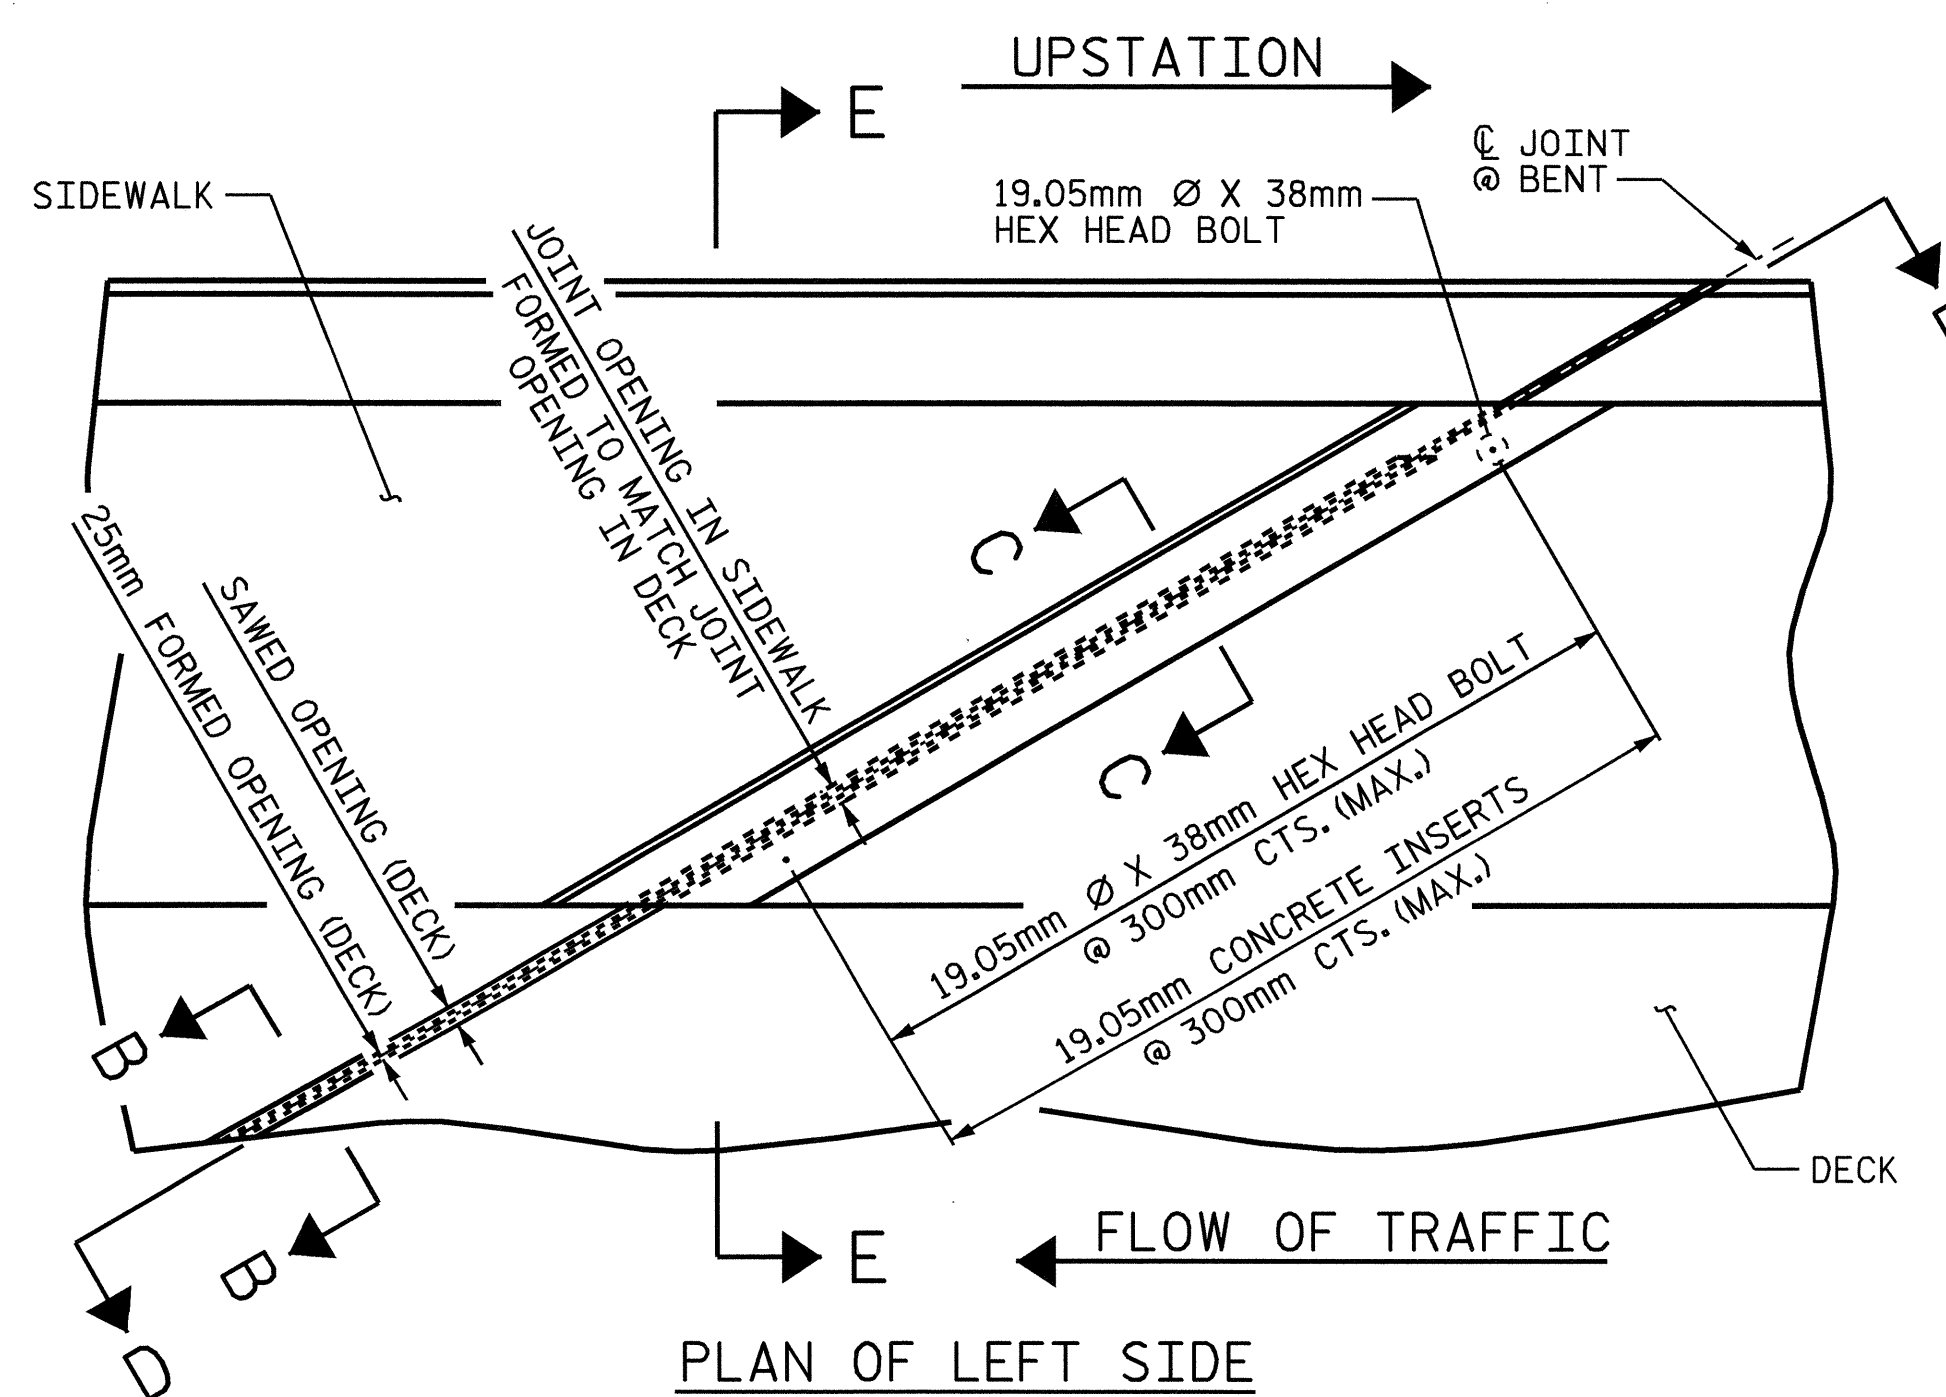 UPSTATION
E
℄ JOINT
@ BENT
19.05mm Ø X 38mm
HEX HEAD BOLT
SIDEWALK
JOINT OPENING IN SIDEWALK
FORMED TO MATCH JOINT
OPENING IN DECK
C
25mm FORMED OPENING (DECK)
SAWED OPENING (DECK)
C
19.05mm Ø X 38mm HEX HEAD BOLT
@ 300mm CTS. (MAX.)
19.05mm CONCRETE INSERTS
@ 300mm CTS. (MAX.)
B
DECK
B
E
FLOW OF TRAFFIC
D
PLAN OF LEFT SIDE